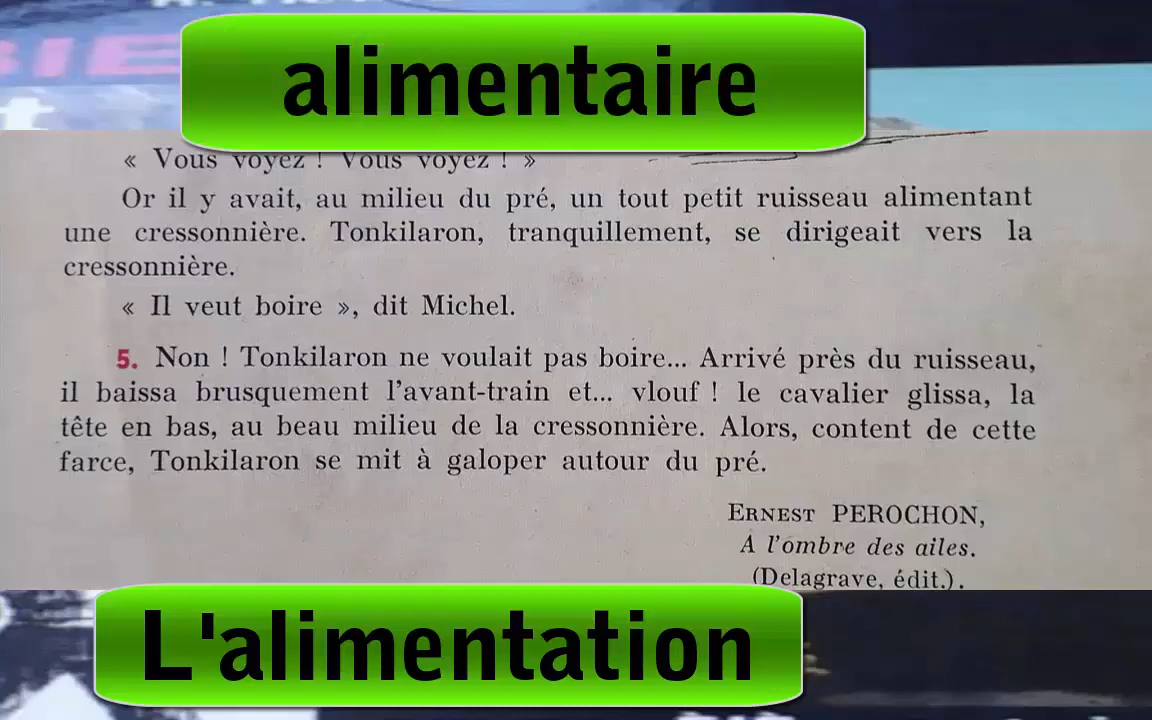 BIE
alimentaire
« Vous voyez ! Vous voyez ! »
Or il y avait, au milieu du pré, un tout petit ruisseau alimentant
une cressonnière. Tonkilaron, tranquillement, se dirigeait vers la
cressonnière.
« Il veut boire », dit Michel.
5. Non ! Tonkilaron ne voulait pas boire... Arrivé près du ruisseau,
il baissa brusquement l'avant-train et... vlouf ! le cavalier glissa, la
tête en bas, au beau milieu de la cressonnière. Alors, content de cette
farce, Tonkilaron se mit à galoper autour du pré.
ERNEST PEROCHON,
A l'ombre des ailes.
(Delagrave, édit.).
L'alimentation